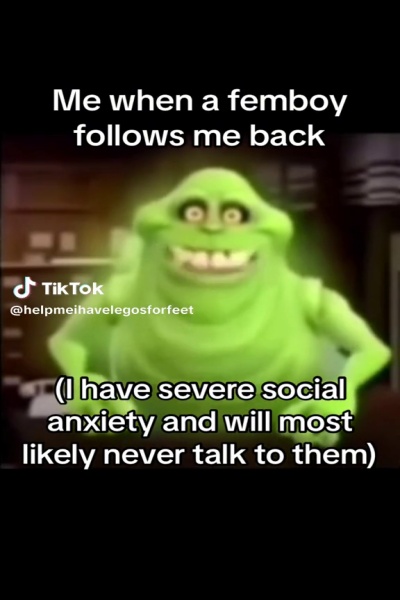 Me when a femboy
follows me back
TikTok
@helpmeihavelegosforfeet
(I have severe social
anxiety and will most
likely never talk to them)